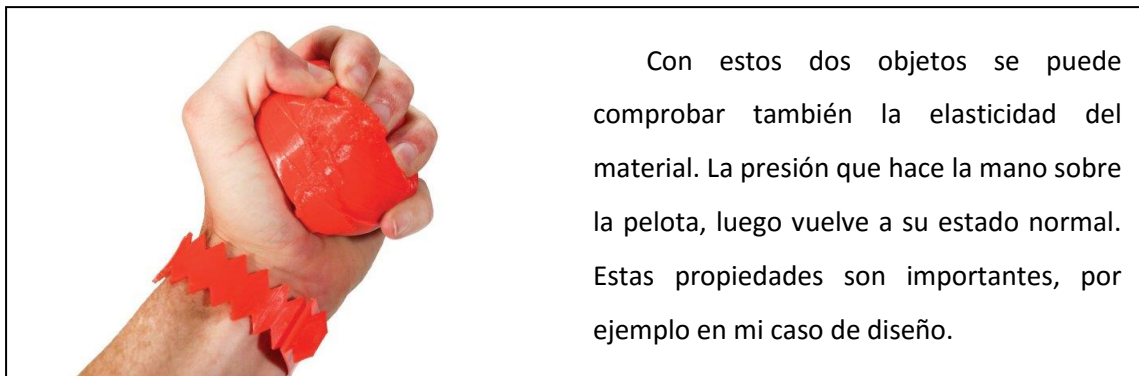 Con estos dos objetos se puede
comprobar también la elasticidad del
material. La presión que hace la mano sobre
la pelota, luego vuelve a su estado normal.
Estas propiedades son importantes, por
ejemplo en mi caso de diseño.